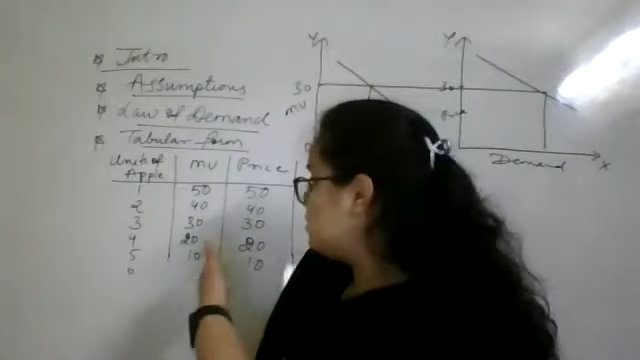 Intro
Assumptions
Law of Demand
Tabular form
Units of Apple | MU | Price
1 | 50 | 50
2 | 40 | 40
3 | 30 | 30
4 | 20 | 20
5 | 10 | 10
Y
30
MU
Y
30
Demand
X